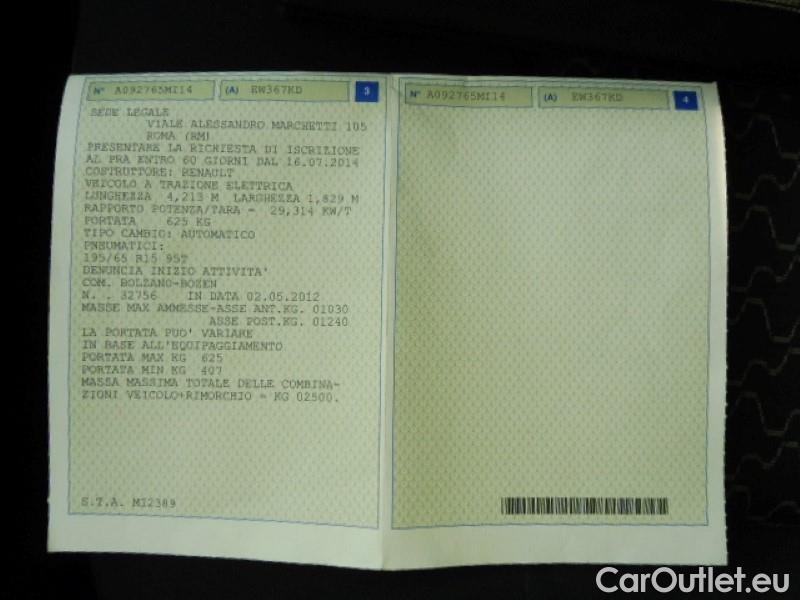 N° A092765MI14 (A) EW367KD 3
SEDE LEGALE
VIALE ALESSANDRO MARCHETTI 105
ROMA (RM)
PRESENTARE LA RICHIESTA DI ISCRIZIONE
AL PRA ENTRO 60 GIORNI DAL 16.07.2014
COSTRUTTORE: RENAULT
VEICOLO A TRAZIONE ELETTRICA
LUNGHEZZA 4,213 M LARGHEZZA 1,829 M
RAPPORTO POTENZA/TARA = 29,314 KW/T
PORTATA 625 KG
TIPO CAMBIO: AUTOMATICO
PNEUMATICI:
195/65 R15 95T
DENUNCIA INIZIO ATTIVITA'
COM. BOLZANO-BOZEN
N. . 32756 IN DATA 02.05.2012
MASSE MAX AMMESSE-ASSE ANT.KG. 01030
ASSE POST.KG. 01240
LA PORTATA PUO' VARIARE
IN BASE ALL'EQUIPAGGIAMENTO
PORTATA MAX KG 625
PORTATA MIN KG 407
MASSA MASSIMA TOTALE DELLE COMBINA-
ZIONI VEICOLO+RIMORCHIO = KG 02500.
S.T.A. MI2389
N° A092765MI14 (A) EW367KD 4
CarOutlet.eu